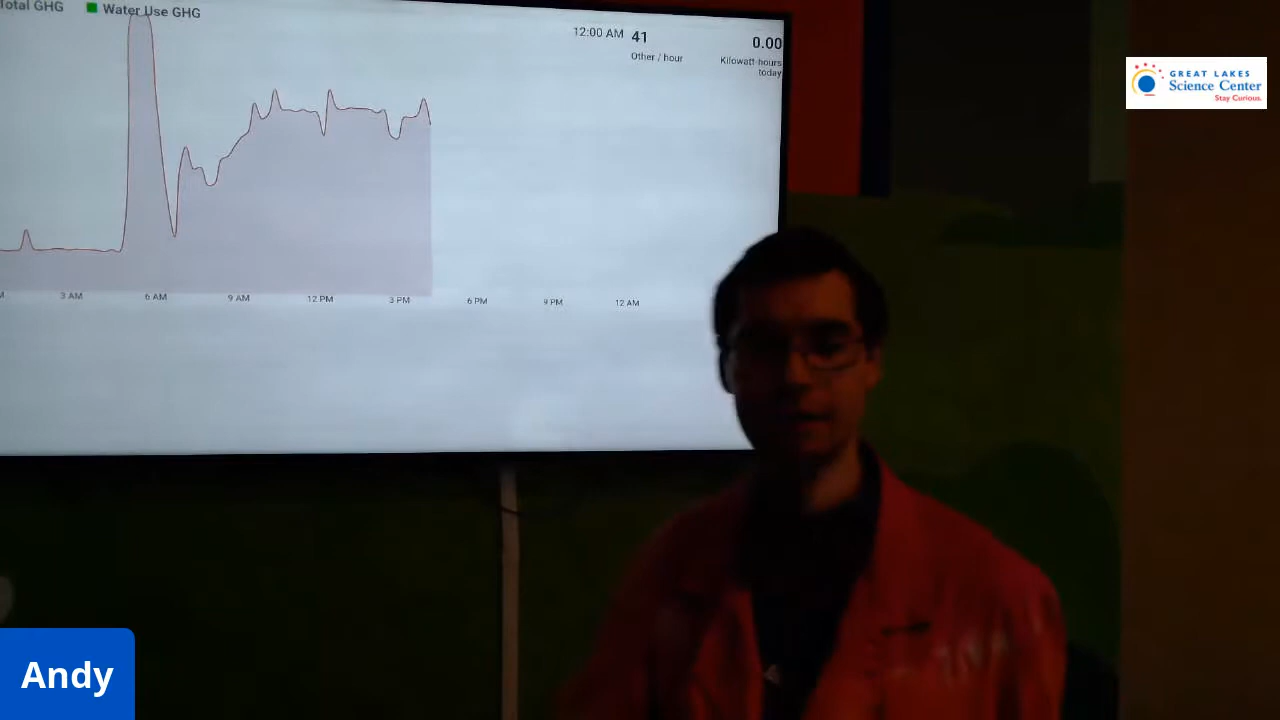 Total GHG
Water Use GHG
12:00 AM
41
Other / hour
0.00
Kilowatt-hours
today
3 AM
6 AM
9 AM
12 PM
3 PM
6 PM
9 PM
12 AM
GREAT LAKES
Science Center
Stay Curious.
Andy